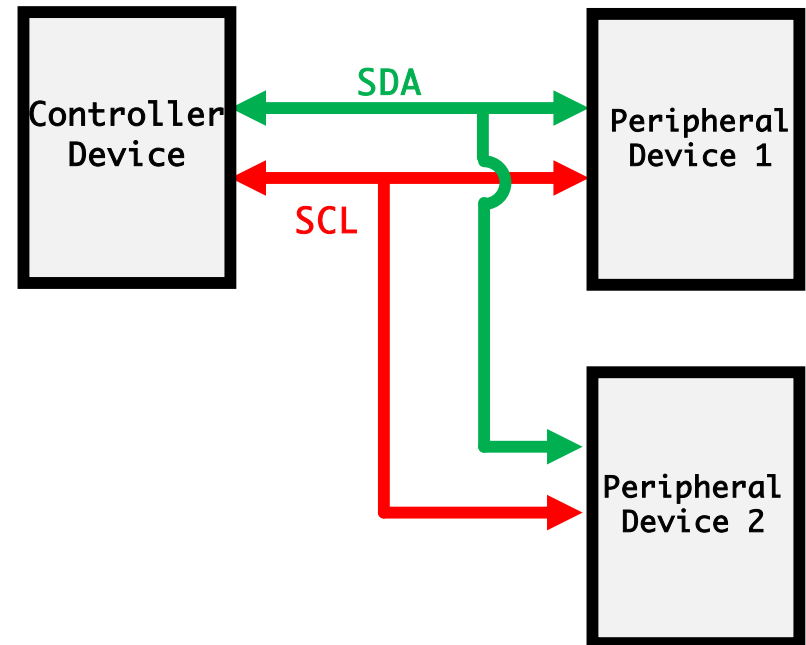 SDA
Controller
Device
Peripheral
Device 1
SCL
Peripheral
Device 2